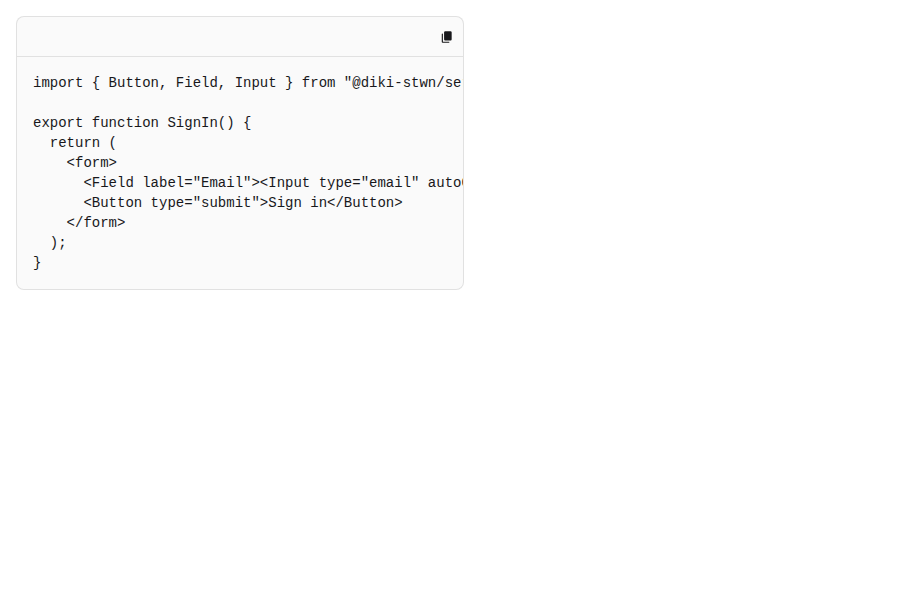 import { Button, Field, Input } from "@diki-stwn/se

export function SignIn() {
  return (
    <form>
      <Field label="Email"><Input type="email" auto
      <Button type="submit">Sign in</Button>
    </form>
  );
}